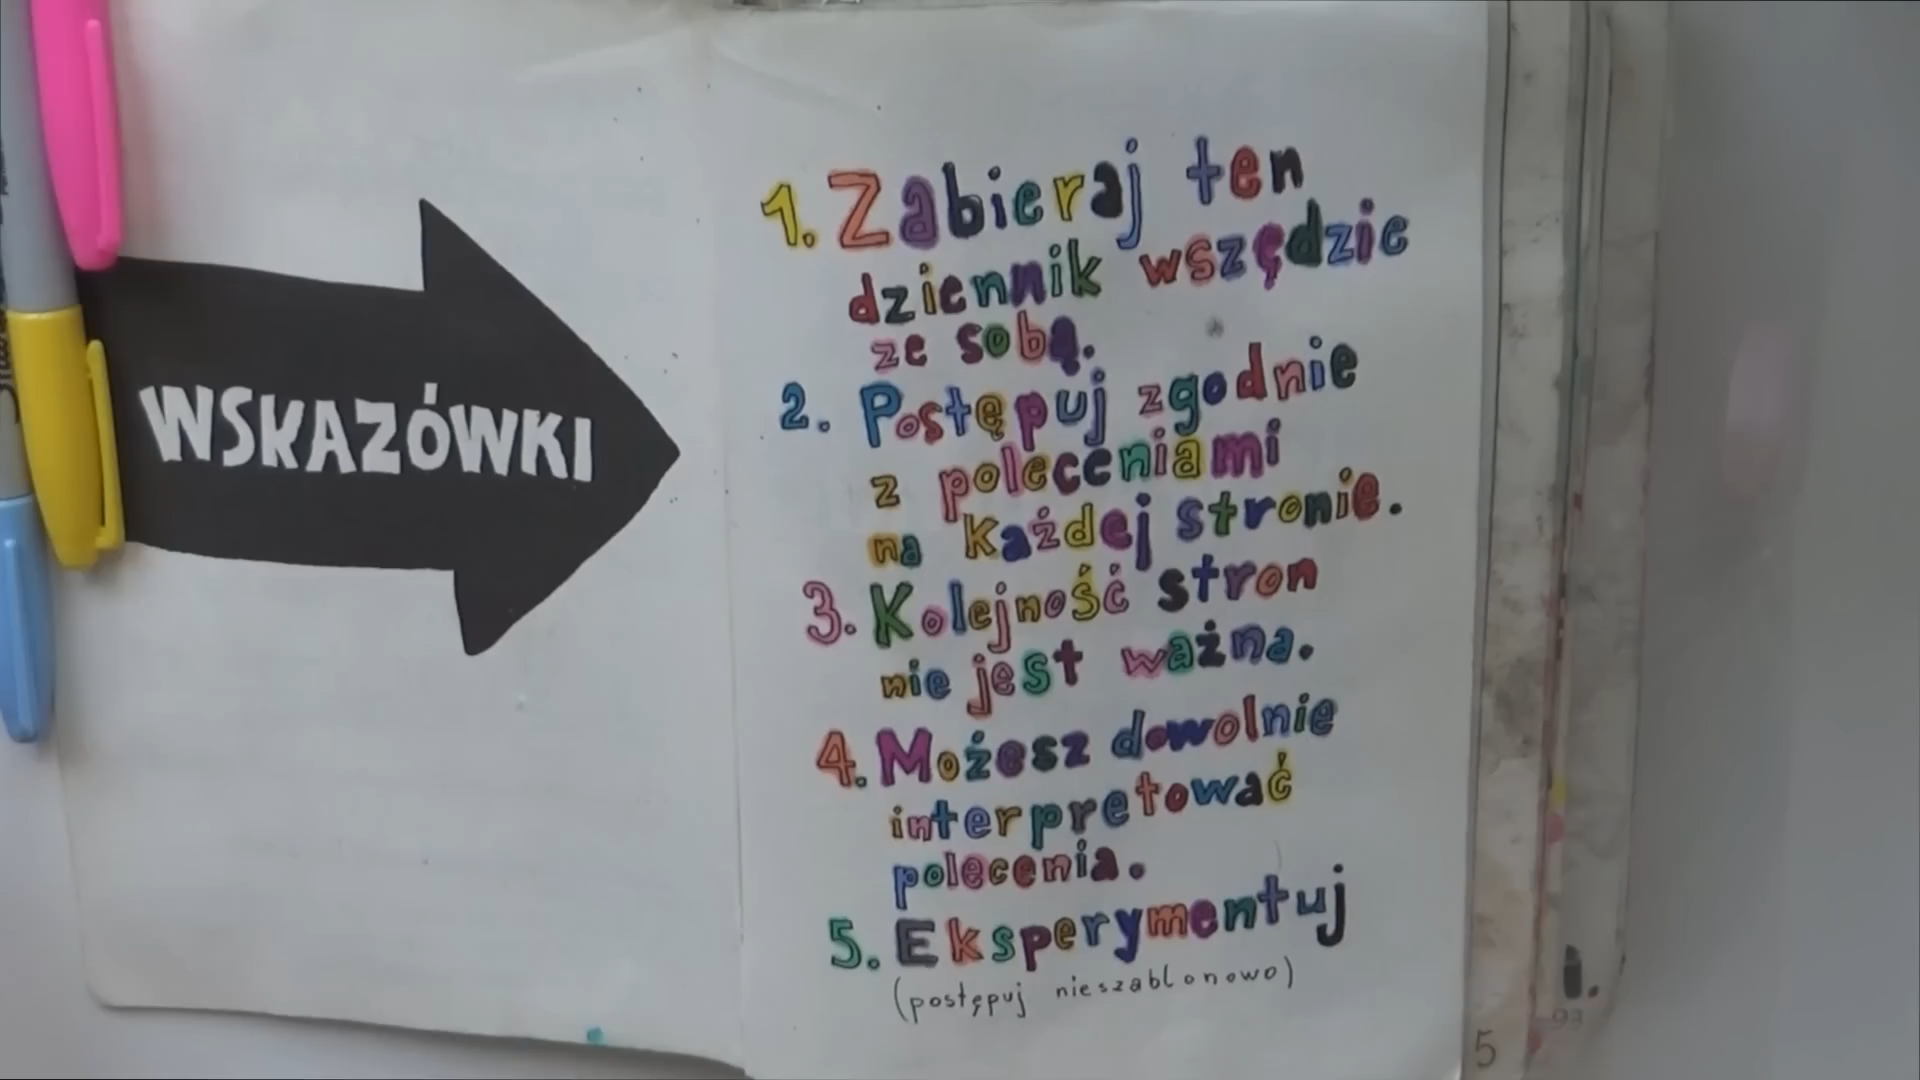 WSKAZÓWKI
1. Zabieraj ten
dziennik wszędzie
ze sobą.
2. Postępuj zgodnie
z poleceniami
na każdej stronie.
3. Kolejność stron
nie jest ważna.
4. Możesz dowolnie
interpretować
polecenia.
5. Eksperymentuj
(postępuj nieszablonowo)
5